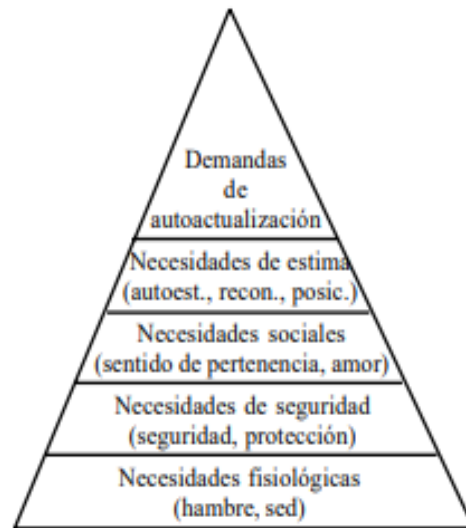 Demandas
de
autoactualización
Necesidades de estima
(autoest., recon., posic.)
Necesidades sociales
(sentido de pertenencia, amor)
Necesidades de seguridad
(seguridad, protección)
Necesidades fisiológicas
(hambre, sed)